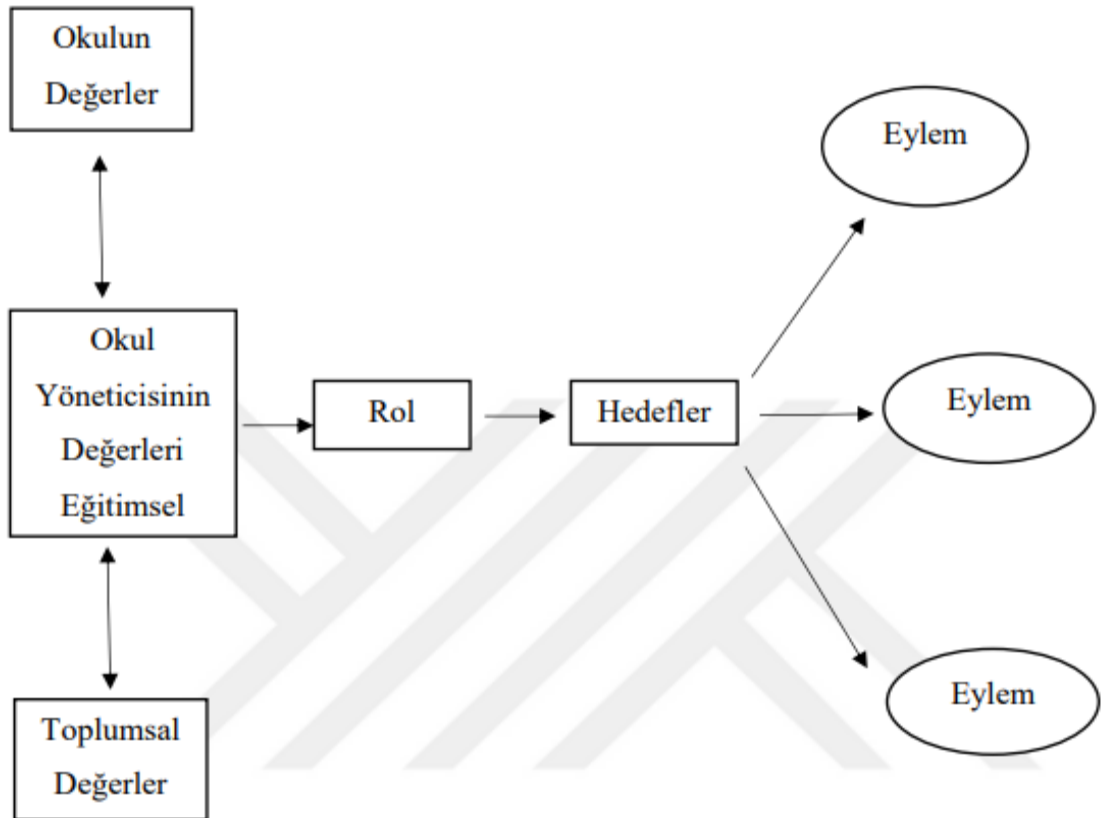 Okulun
Değerler
Eylem
Okul
Yöneticisinin
Değerleri
Eğitimsel
Rol
Hedefler
Eylem
Eylem
Toplumsal
Değerler